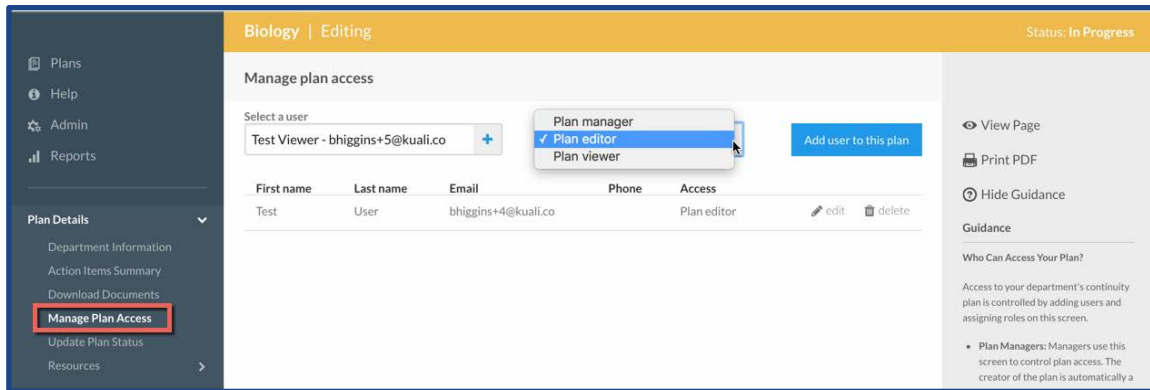 Biology | Editing
Status: In Progress
Plans
Help
Admin
Reports
Plan Details
Department Information
Action Items Summary
Download Documents
Manage Plan Access
Update Plan Status
Resources
Manage plan access
Select a user
Test Viewer - bhiggins+5@kuali.co
Plan manager
✓ Plan editor
Plan viewer
Add user to this plan
First name Last name Email Phone Access
Test User bhiggins+4@kuali.co Plan editor edit delete
View Page
Print PDF
Hide Guidance
Guidance
Who Can Access Your Plan?
Access to your department's continuity
plan is controlled by adding users and
assigning roles on this screen.
• Plan Managers: Managers use this
screen to control plan access. The
creator of the plan is automatically a